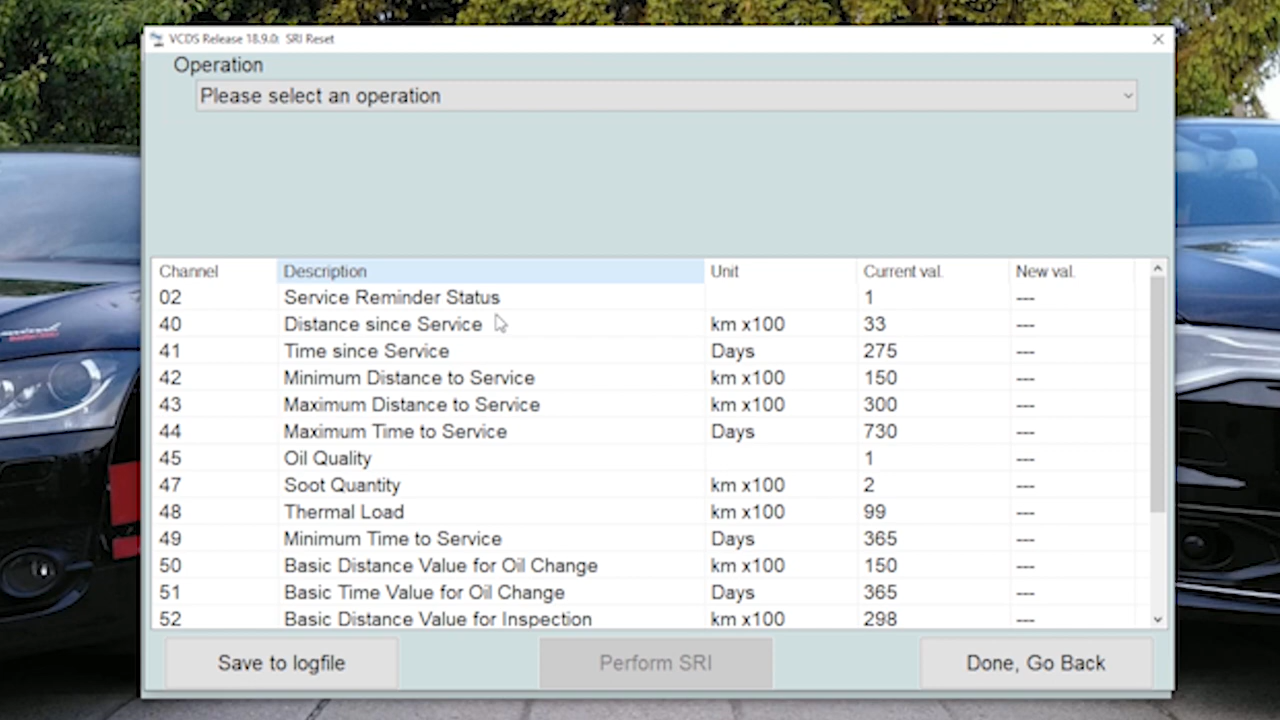 VCDS Release 18.9.0: SRI Reset
Operation
Please select an operation
Channel Description Unit Current val. New val.
02 Service Reminder Status 1 ---
40 Distance since Service km x100 33 ---
41 Time since Service Days 275 ---
42 Minimum Distance to Service km x100 150 ---
43 Maximum Distance to Service km x100 300 ---
44 Maximum Time to Service Days 730 ---
45 Oil Quality 1 ---
47 Soot Quantity km x100 2 ---
48 Thermal Load km x100 99 ---
49 Minimum Time to Service Days 365 ---
50 Basic Distance Value for Oil Change km x100 150 ---
51 Basic Time Value for Oil Change Days 365 ---
52 Basic Distance Value for Inspection km x100 298 ---
Save to logfile Perform SRI Done, Go Back